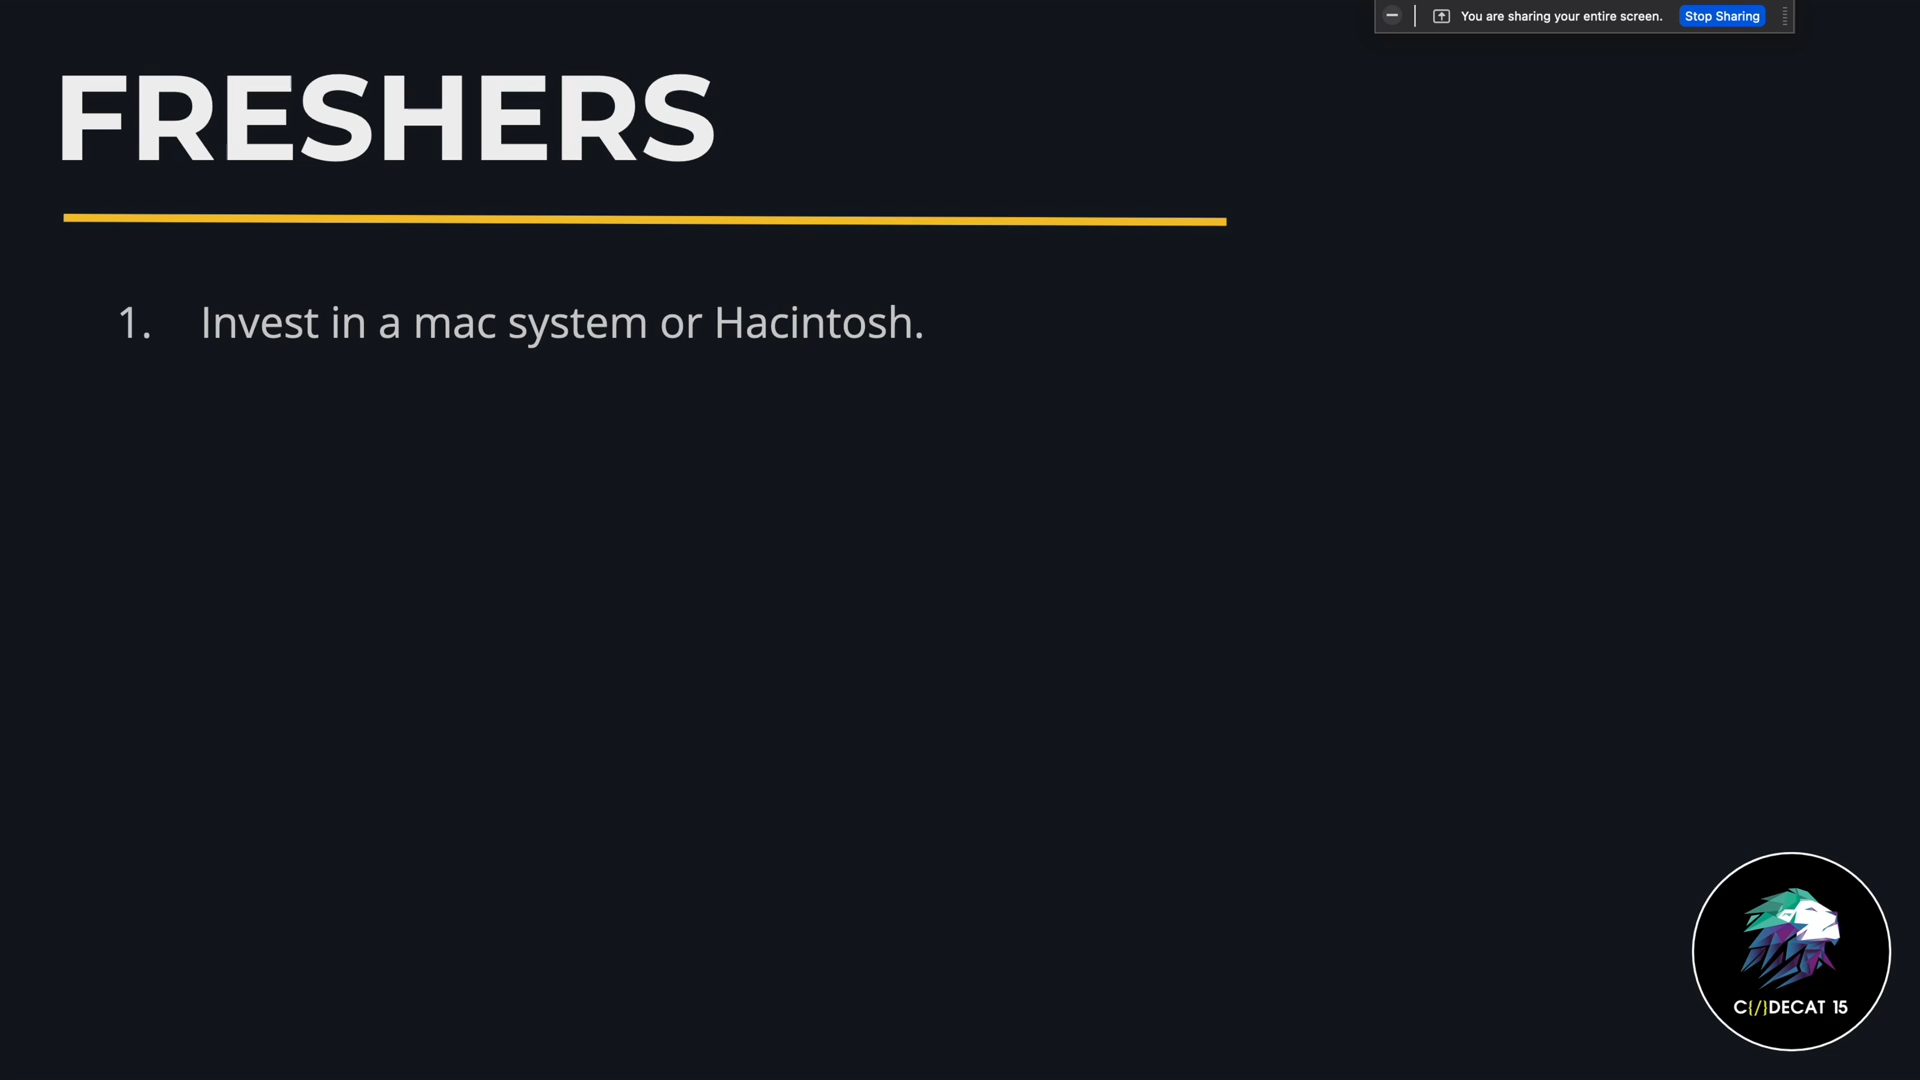 You are sharing your entire screen. Stop Sharing
FRESHERS
1. Invest in a mac system or Hacintosh.
C{/}DECAT 15